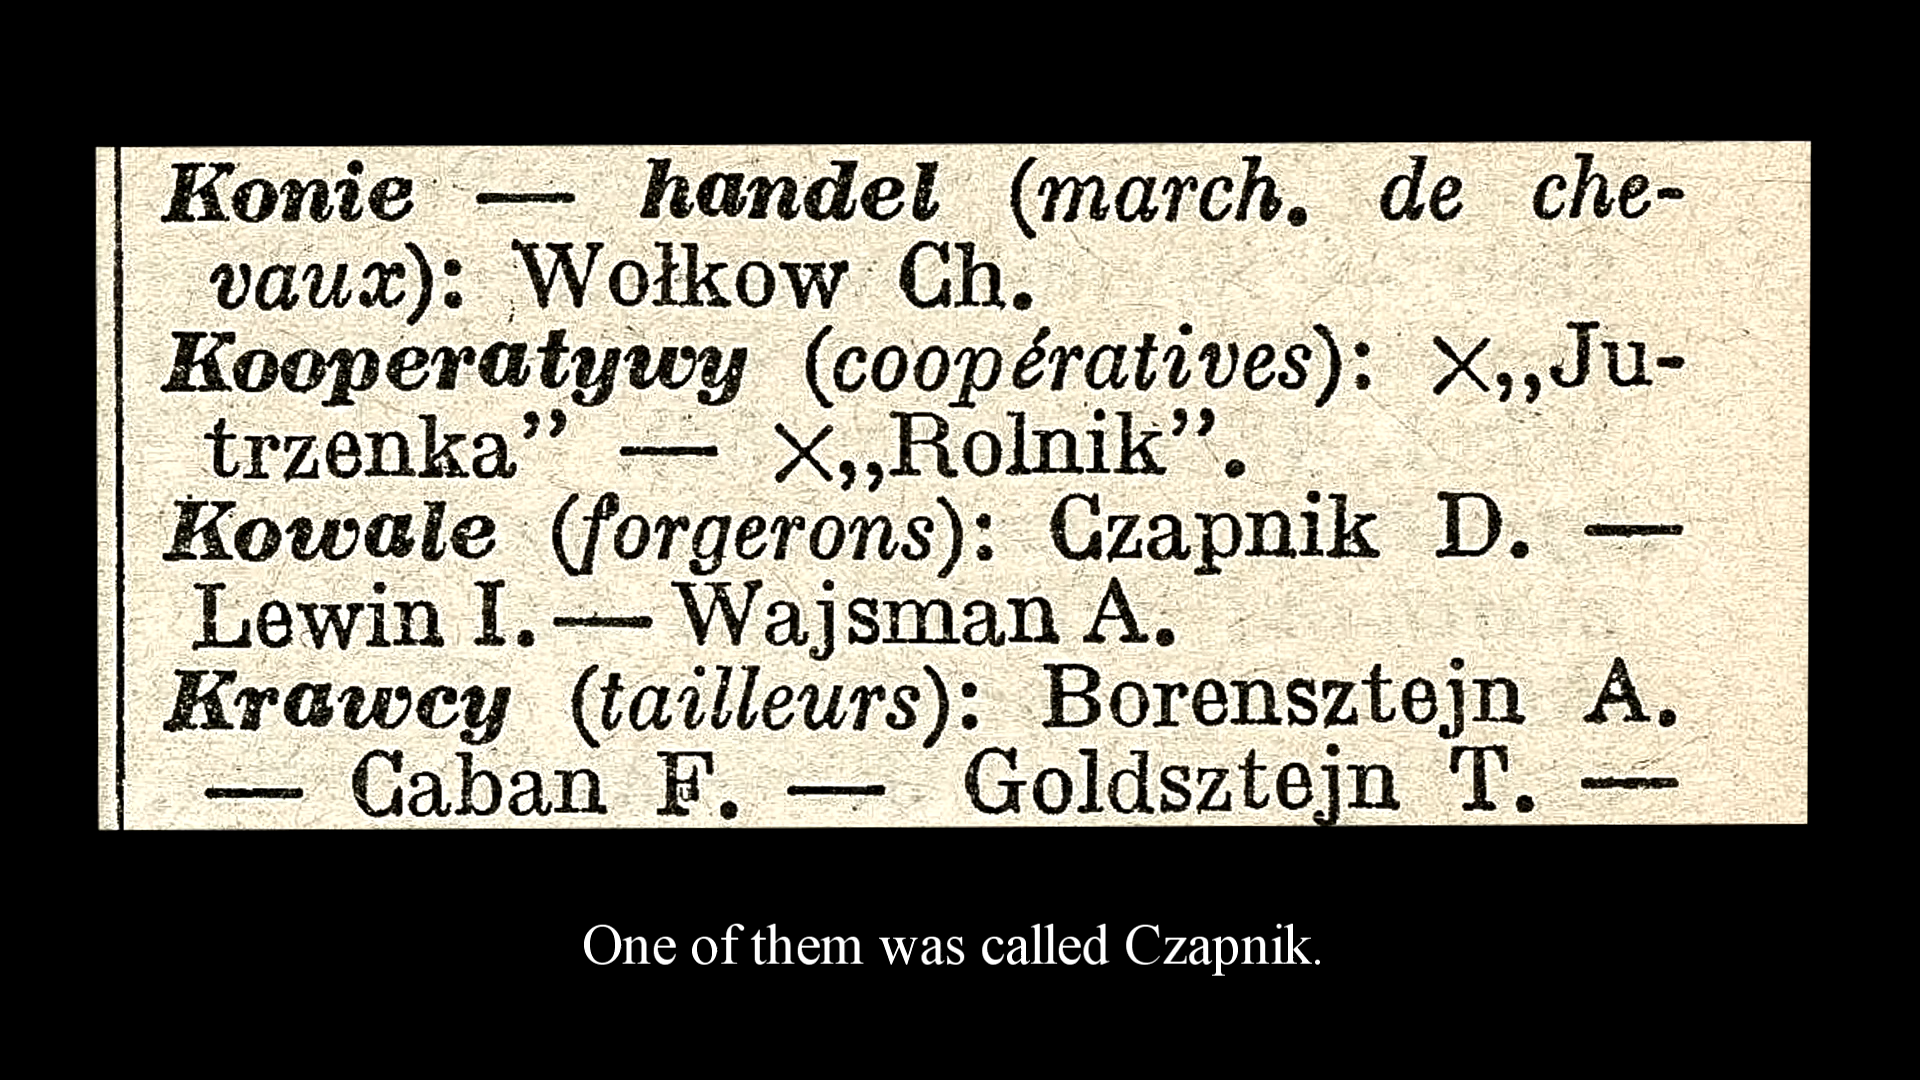 Konie — handel (march. de che-
vaux): Wołkow Ch.
Kooperatywy (coopératives): ×„Ju-
trzenka” — ×„Rolnik”.
Kowale (forgerons): Czapnik D. —
Lewin I. — Wajsman A.
Krawcy (tailleurs): Borensztejn A.
— Caban F. — Goldsztejn T. —
One of them was called Czapnik.